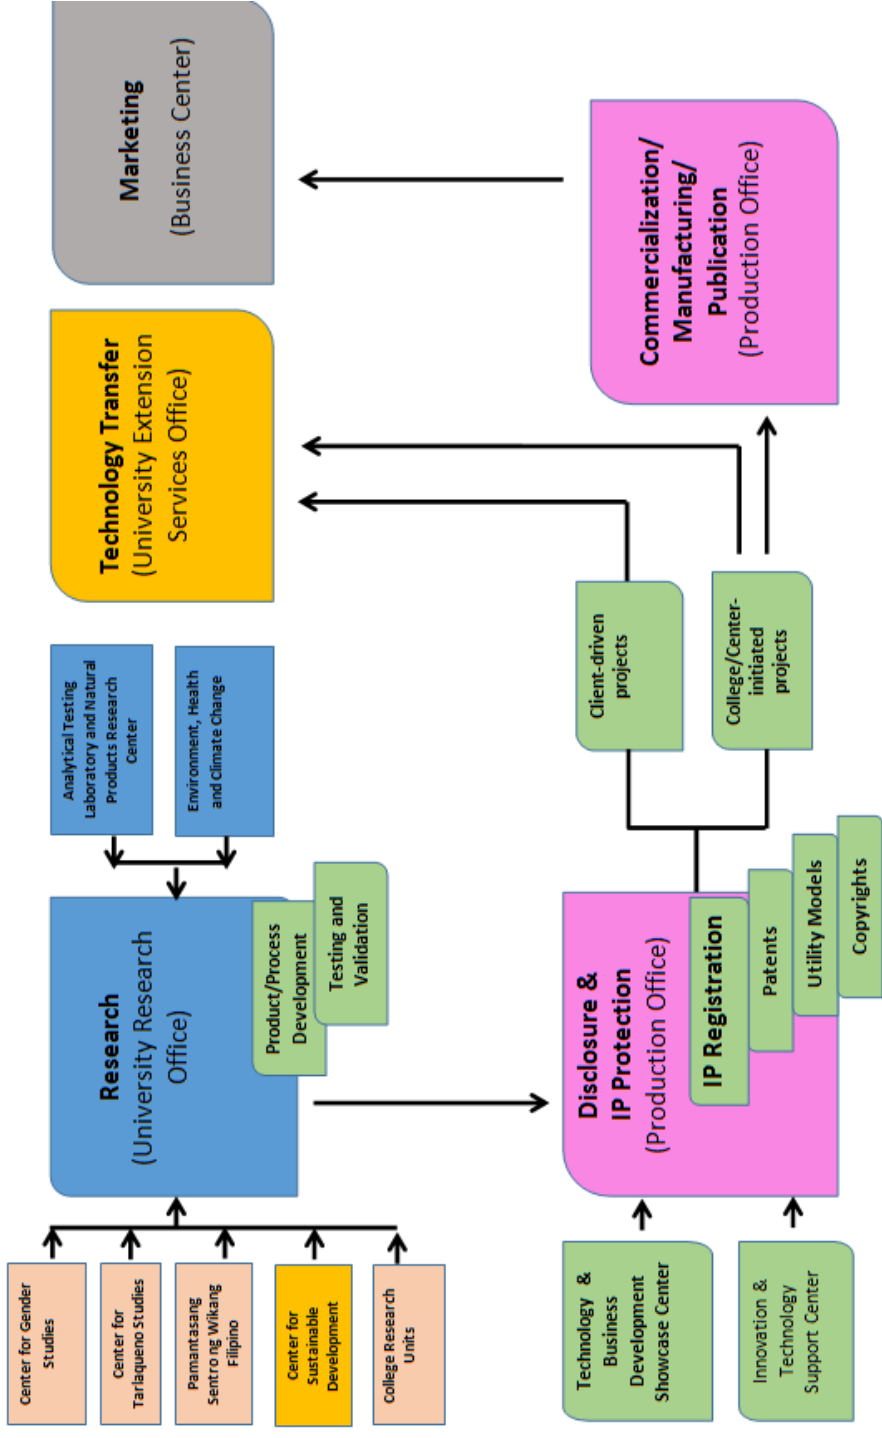 Center for Gender
Studies
Center for
Tarlaqueno Studies
Pamantasang
Sentro ng Wikang
Filipino
Center for
Sustainable
Development
College Research
Units
Research
(University Research
Office)
Product/Process
Development
Testing and
Validation
Analytical Testing
Laboratory and Natural
Products Research
Center
Environment, Health
and Climate Change
Technology Transfer
(University Extension
Services Office)
Marketing
(Business Center)
Technology &
Business
Development
Showcase Center
Innovation &
Technology
Support Center
Disclosure &
IP Protection
(Production Office)
IP Registration
Patents
Utility Models
Copyrights
Client-driven
projects
College/Center-
initiated
projects
Commercialization/
Manufacturing/
Publication
(Production Office)